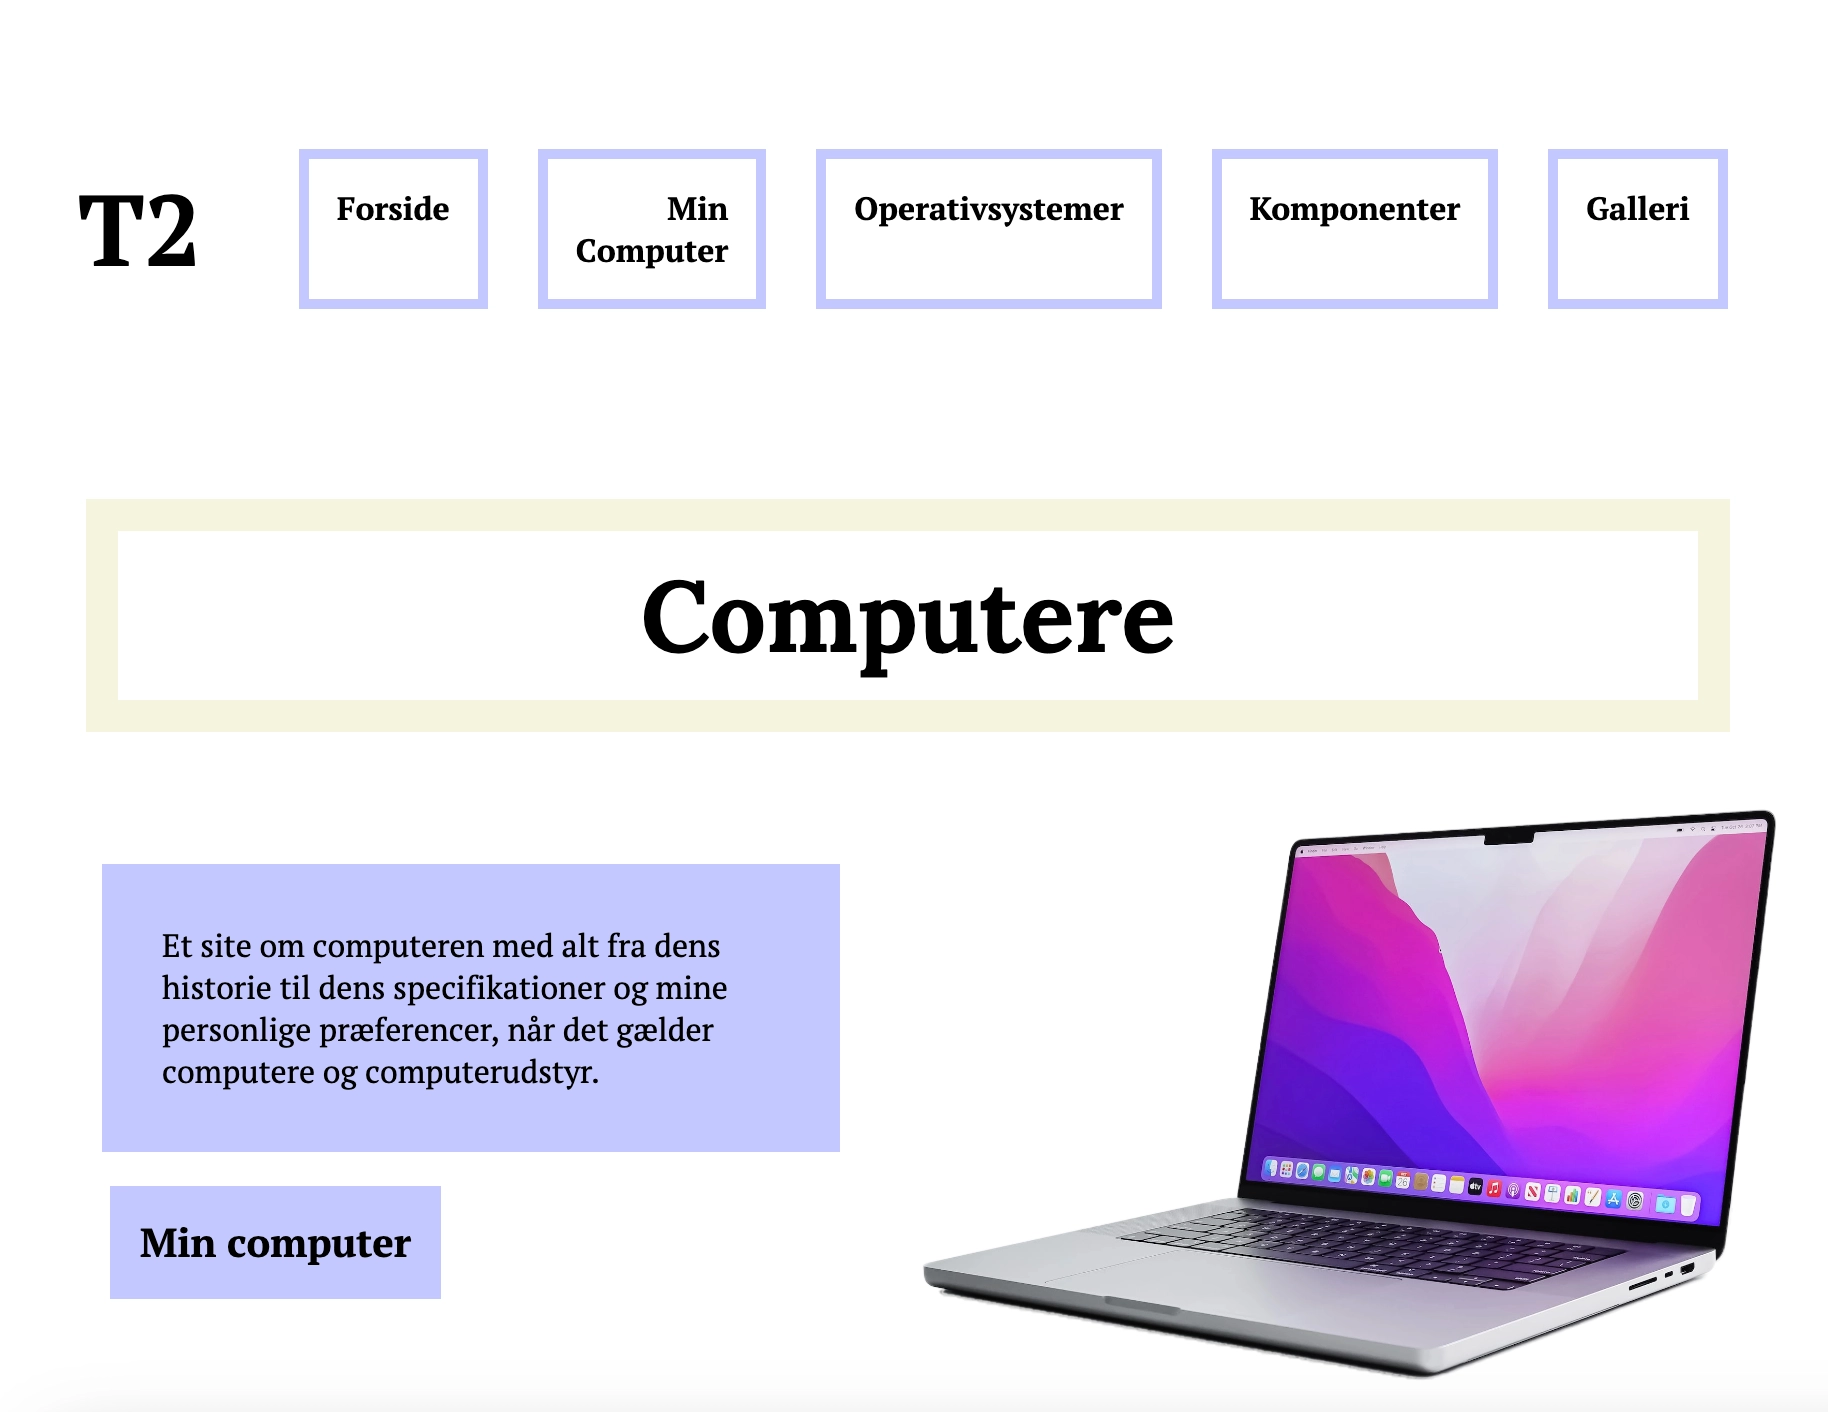 T2
Forside
Min
Computer
Operativsystemer
Komponenter
Galleri
Computere
Et site om computeren med alt fra dens
historie til dens specifikationer og mine
personlige præferencer, når det gælder
computere og computerudstyr.
Min computer